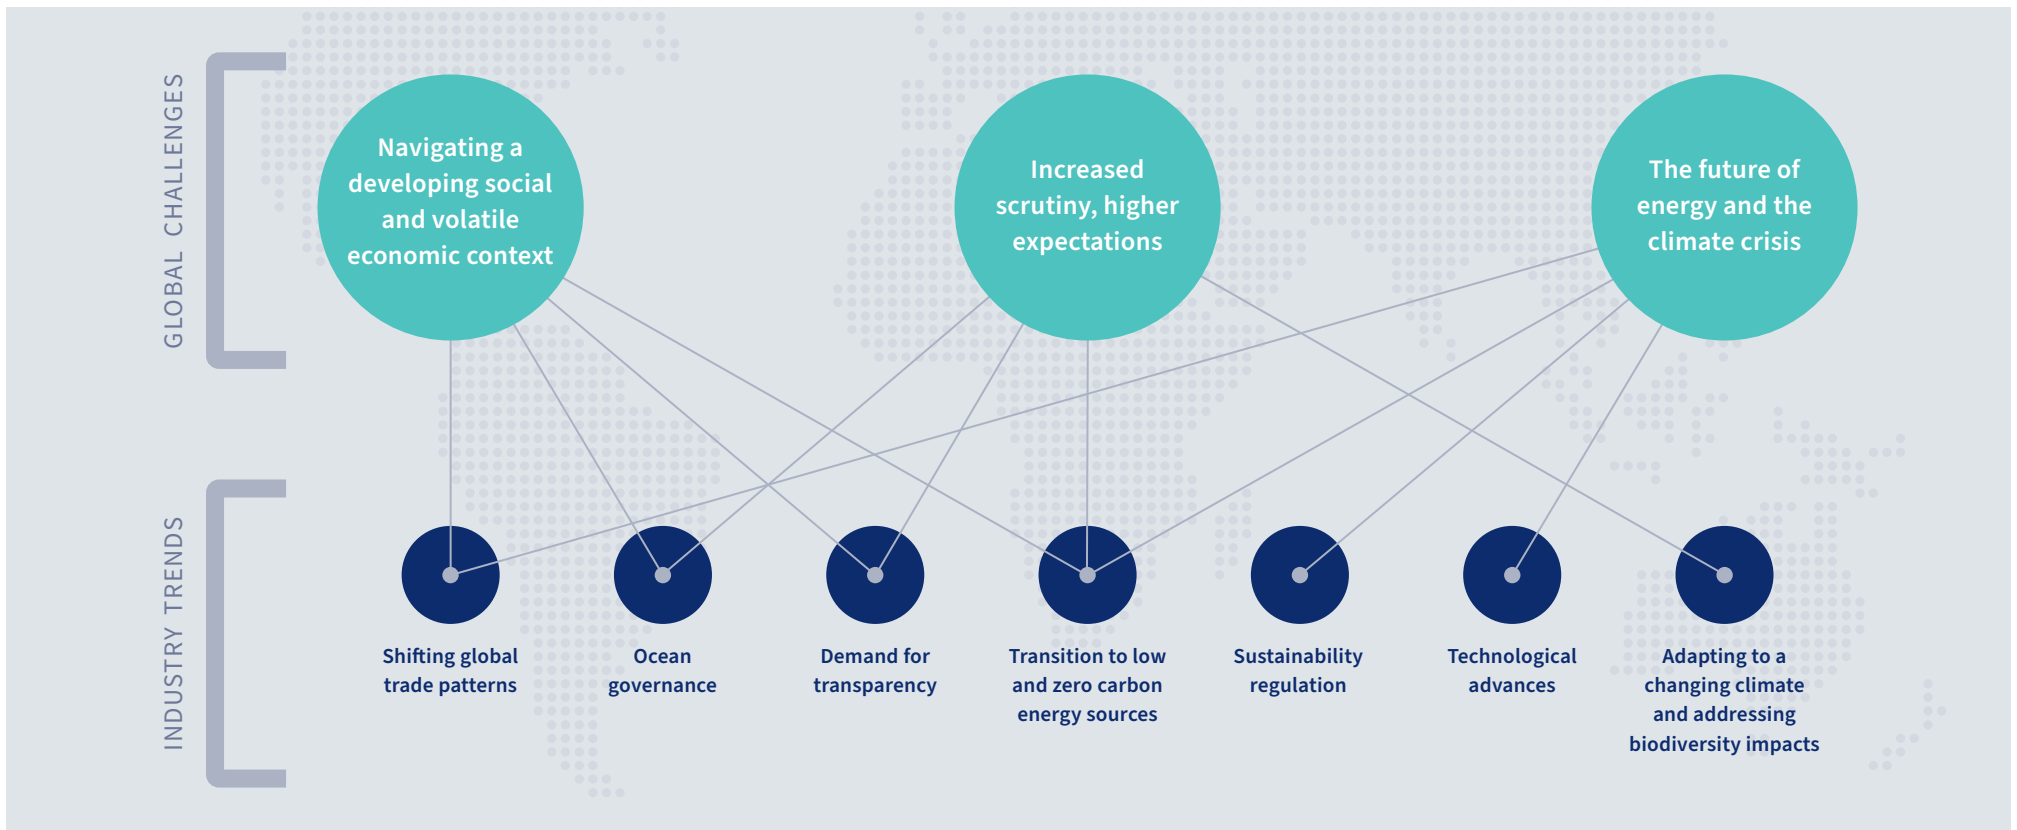 GLOBAL CHALLENGES
Navigating a
developing social
and volatile
economic context
Increased
scrutiny, higher
expectations
The future of
energy and the
climate crisis
INDUSTRY TRENDS
Shifting global
trade patterns
Ocean
governance
Demand for
transparency
Transition to low
and zero carbon
energy sources
Sustainability
regulation
Technological
advances
Adapting to a
changing climate
and addressing
biodiversity impacts